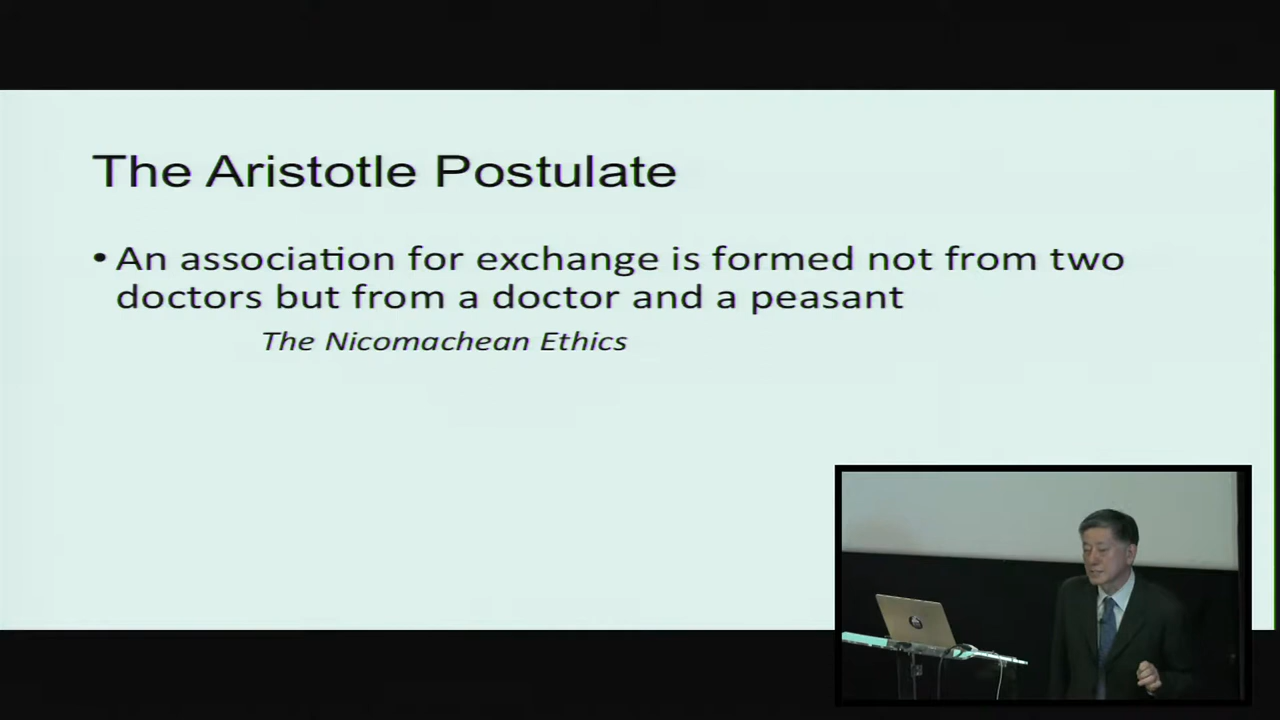 The Aristotle Postulate
• An association for exchange is formed not from two
doctors but from a doctor and a peasant
The Nicomachean Ethics